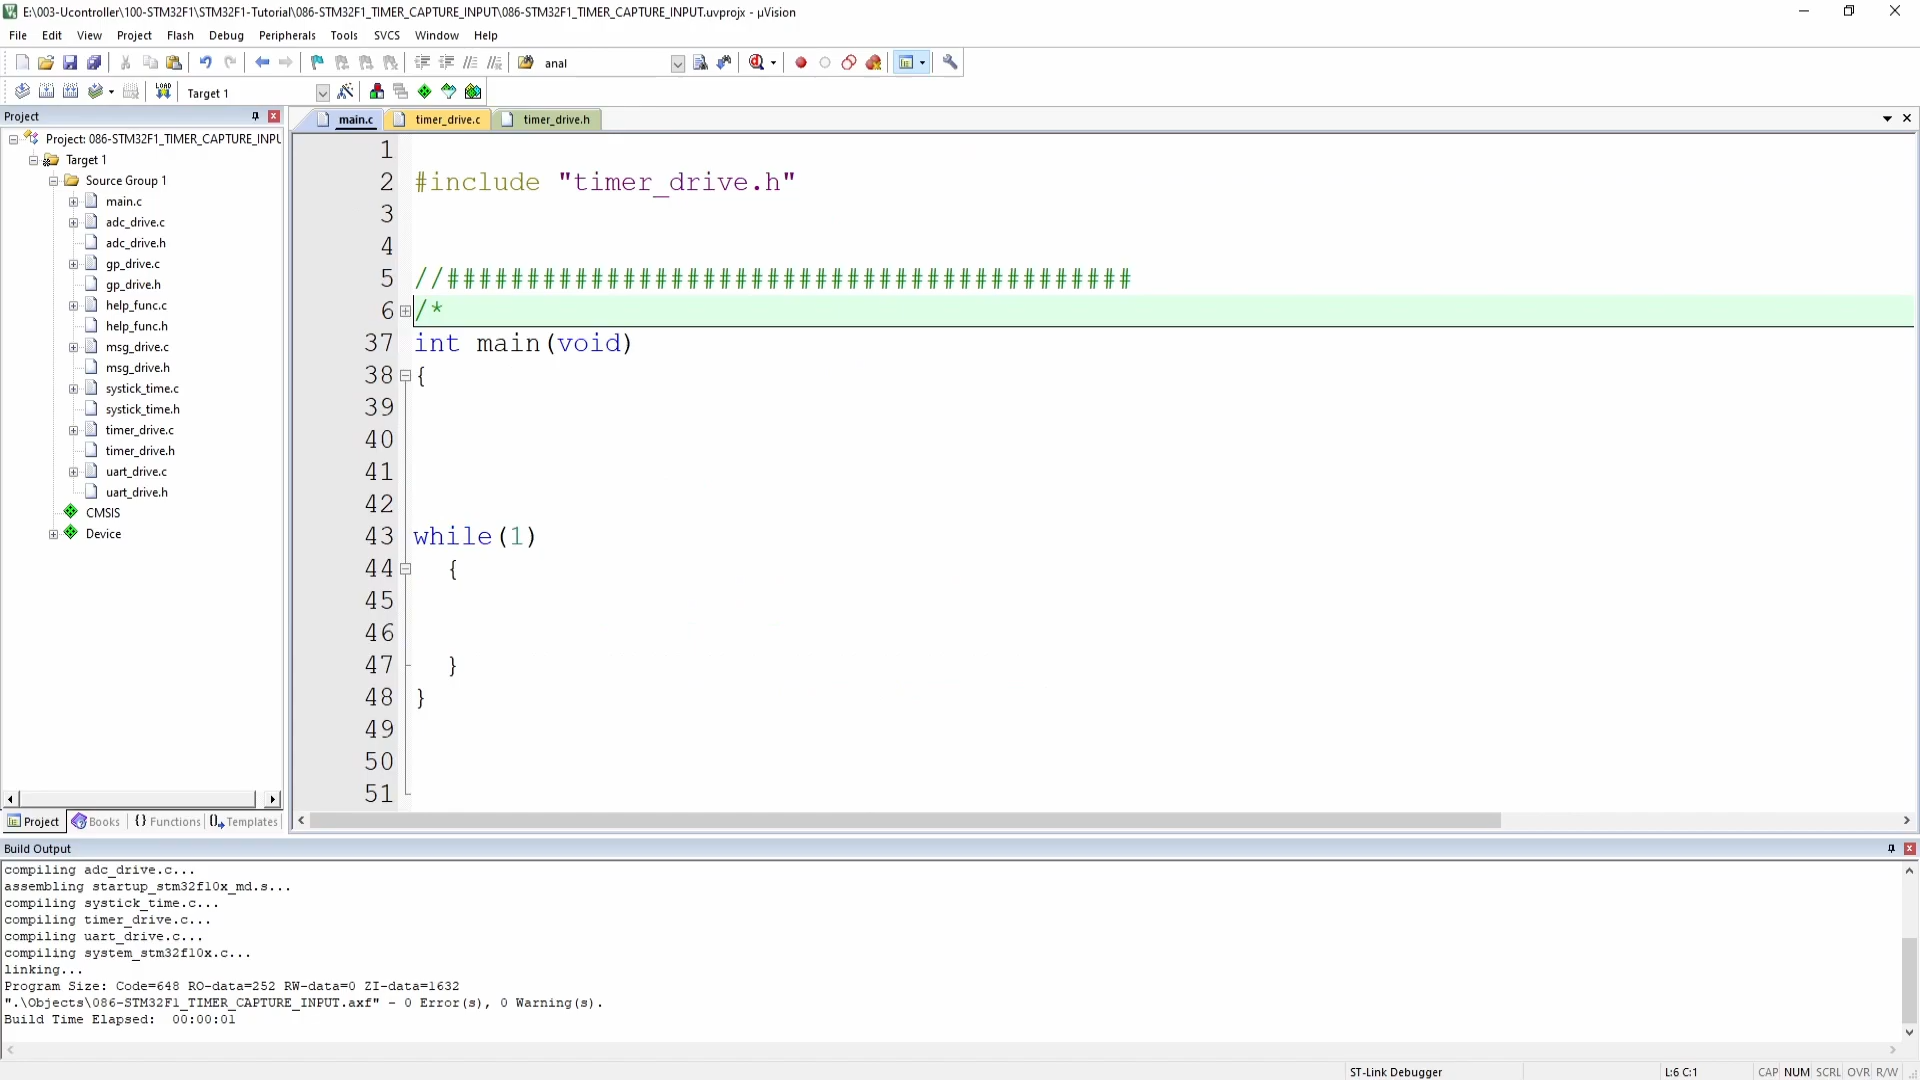 E:\003-Ucontroller\100-STM32F1\STM32F1-Tutorial\086-STM32F1_TIMER_CAPTURE_INPUT\086-STM32F1_TIMER_CAPTURE_INPUT.uvprojx - µVision
File Edit View Project Flash Debug Peripherals Tools SVCS Window Help
anal
LOAD
Target 1
Project
Project: 086-STM32F1_TIMER_CAPTURE_INPU
Target 1
Source Group 1
main.c
adc_drive.c
adc_drive.h
gp_drive.c
gp_drive.h
help_func.c
help_func.h
msg_drive.c
msg_drive.h
systick_time.c
systick_time.h
timer_drive.c
timer_drive.h
uart_drive.c
uart_drive.h
CMSIS
Device
Project Books Functions Templates
main.c timer_drive.c timer_drive.h
1
2 #include "timer_drive.h"
3
4
5 //###########################################
6 /*
37 int main(void)
38 {
39
40
41
42
43 while(1)
44 {
45
46
47 }
48 }
49
50
51
Build Output
compiling adc_drive.c...
assembling startup_stm32f10x_md.s...
compiling systick_time.c...
compiling timer_drive.c...
compiling uart_drive.c...
compiling system_stm32f10x.c...
linking...
Program Size: Code=648 RO-data=252 RW-data=0 ZI-data=1632
".\Objects\086-STM32F1_TIMER_CAPTURE_INPUT.axf" - 0 Error(s), 0 Warning(s).
Build Time Elapsed:  00:00:01
ST-Link Debugger L:6 C:1 CAP NUM SCRL OVR R/W